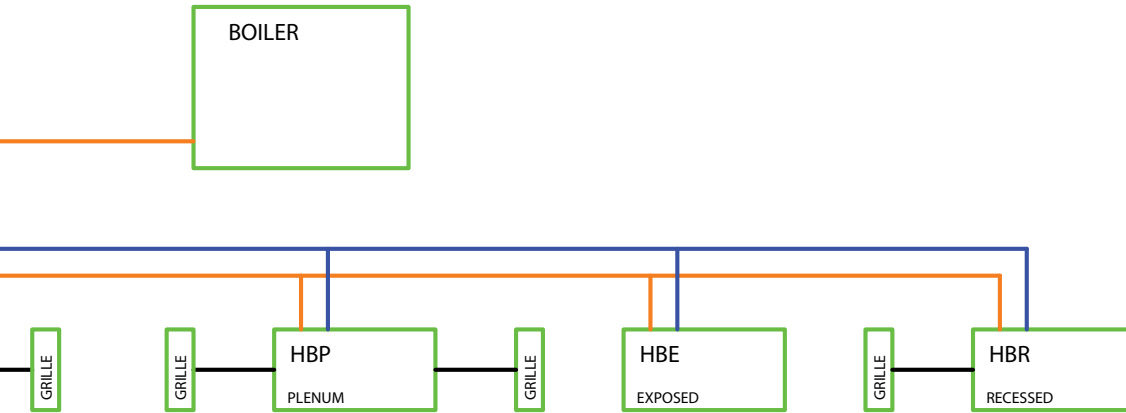 BOILER
GRILLE
GRILLE
HBP
PLENUM
GRILLE
HBE
EXPOSED
GRILLE
HBR
RECESSED